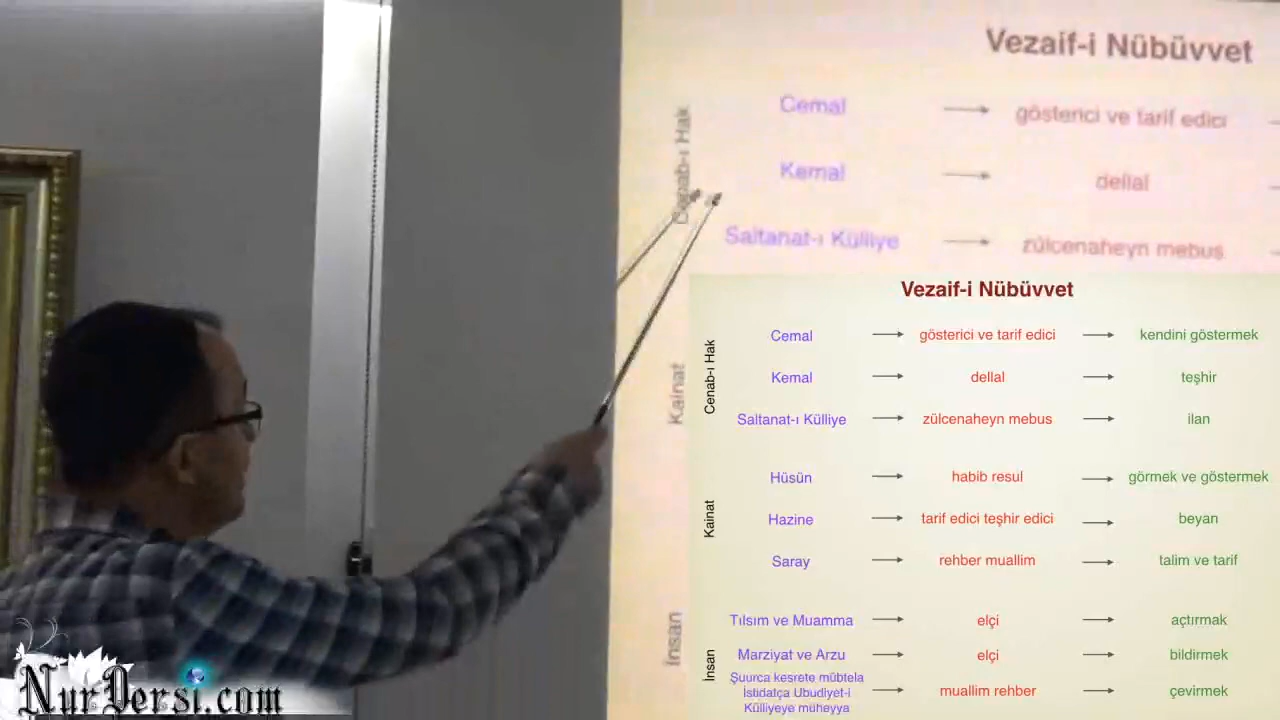 Vezaif-i Nübüvvet
Cenab-ı Hak
Cemal → gösterici ve tarif edici
Kemal → dellal
Saltanat-ı Külliye → zülcenaheyn mebus
Kainat
İnsan
Vezaif-i Nübüvvet
Cenab-ı Hak
Cemal → gösterici ve tarif edici → kendini göstermek
Kemal → dellal → teşhir
Saltanat-ı Külliye → zülcenaheyn mebus → ilan
Kainat
Hüsün → habib resul → görmek ve göstermek
Hazine → tarif edici teşhir edici → beyan
Saray → rehber muallim → talim ve tarif
İnsan
Tılsım ve Muamma → elçi → açtırmak
Marziyat ve Arzu → elçi → bildirmek
Şuurca kesrete mübtela
İstidatça Ubudiyet-i
Külliyeye müheyya
→ muallim rehber → çevirmek
NurDersi.com